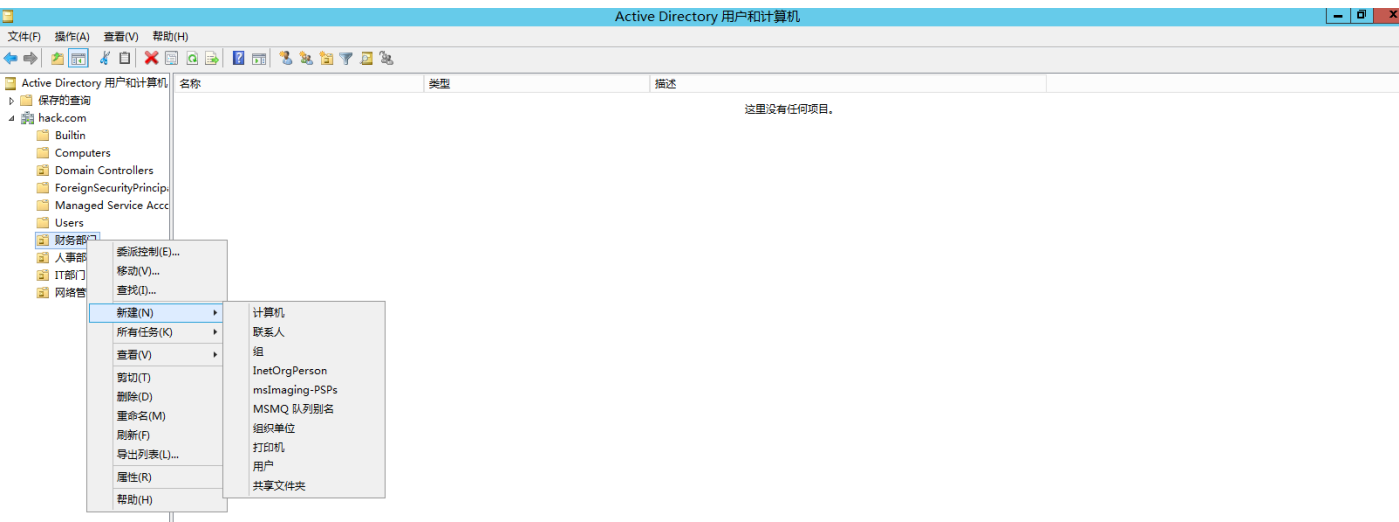 Active Directory 用户和计算机
文件(F) 操作(A) 查看(V) 帮助(H)
Active Directory 用户和计算机
名称 类型 描述
保存的查询
这里没有任何项目。
hack.com
Builtin
Computers
Domain Controllers
ForeignSecurityPrincip
Managed Service Acc
Users
财务部门
人事部
IT部门
网络管
委派控制(E)...
移动(V)...
查找(I)...
新建(N)
所有任务(K)
查看(V)
剪切(T)
删除(D)
重命名(M)
刷新(F)
导出列表(L)...
属性(R)
帮助(H)
计算机
联系人
组
InetOrgPerson
msImaging-PSPs
MSMQ 队列别名
组织单位
打印机
用户
共享文件夹